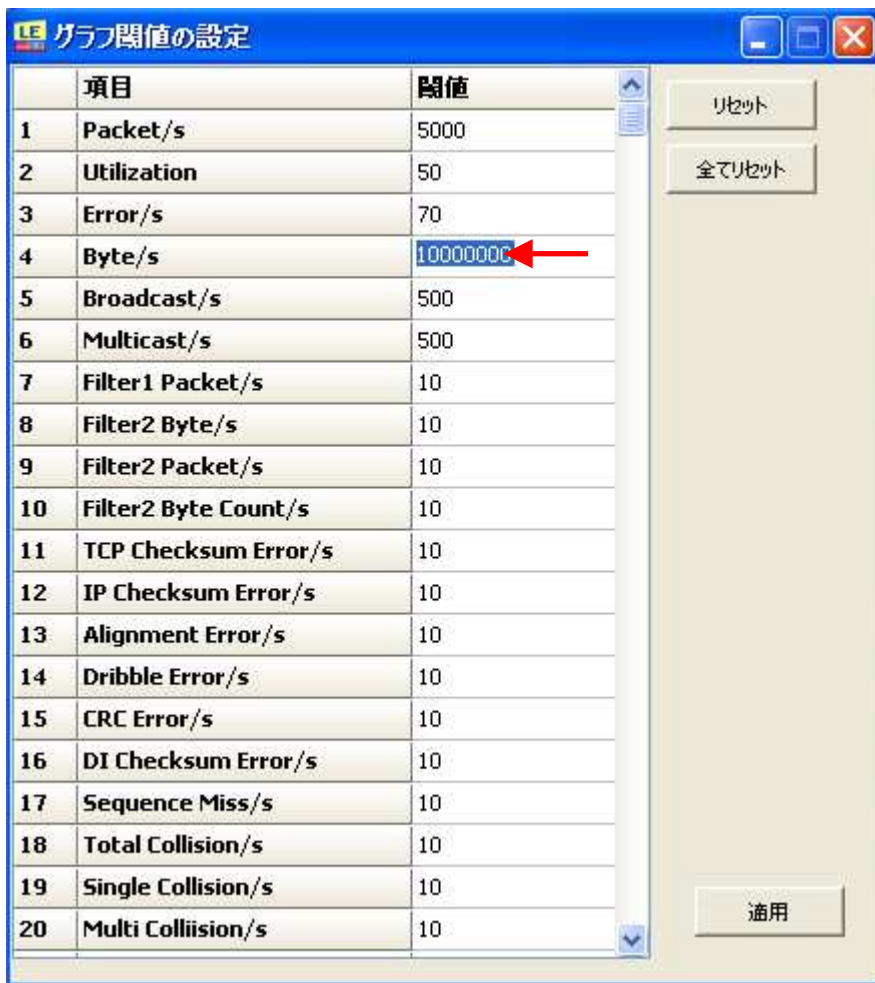 LE グラフ閾値の設定
項目 閾値
リセット
1 Packet/s 5000
全てリセット
2 Utilization 50
3 Error/s 70
4 Byte/s 10000000
5 Broadcast/s 500
6 Multicast/s 500
7 Filter1 Packet/s 10
8 Filter2 Byte/s 10
9 Filter2 Packet/s 10
10 Filter2 Byte Count/s 10
11 TCP Checksum Error/s 10
12 IP Checksum Error/s 10
13 Alignment Error/s 10
14 Dribble Error/s 10
15 CRC Error/s 10
16 DI Checksum Error/s 10
17 Sequence Miss/s 10
18 Total Collision/s 10
19 Single Collision/s 10
20 Multi Colliision/s 10
適用